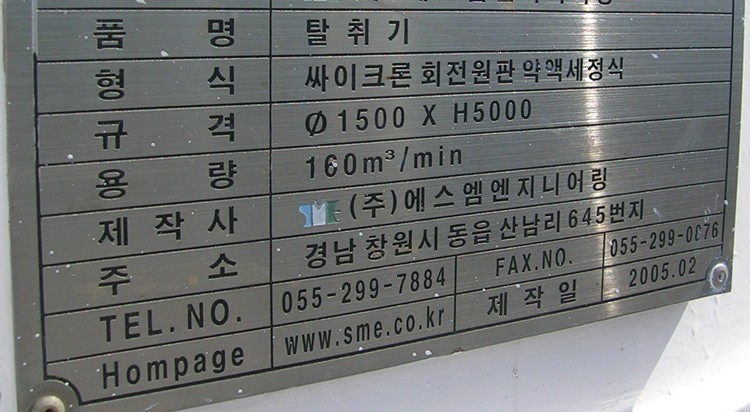 품 명 탈취기
형 식 싸이크론 회전원판 약액세정식
규 격 Ø 1500 X H5000
용 량 160m³/min
제 작 사 (주)에스엠엔지니어링
주 소 경남 창원시 동읍 산남리 645번지
TEL. NO. 055-299-7884 FAX.NO. 055-299-0876
Hompage www.sme.co.kr 제 작 일 2005.02